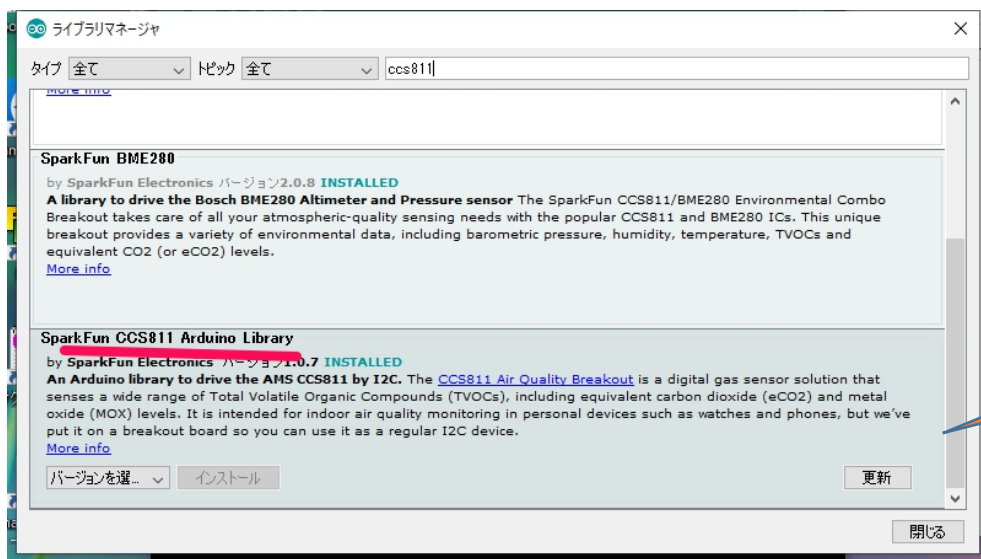 ライブラリマネージャ
タイプ 全て トピック 全て ccs811
More info
SparkFun BME280
by SparkFun Electronics バージョン2.0.8 INSTALLED
A library to drive the Bosch BME280 Altimeter and Pressure sensor The SparkFun CCS811/BME280 Environmental Combo
Breakout takes care of all your atmospheric-quality sensing needs with the popular CCS811 and BME280 ICs. This unique
breakout provides a variety of environmental data, including barometric pressure, humidity, temperature, TVOCs and
equivalent CO2 (or eCO2) levels.
More info
SparkFun CCS811 Arduino Library
by SparkFun Electronics バージョン1.0.7 INSTALLED
An Arduino library to drive the AMS CCS811 by I2C. The CCS811 Air Quality Breakout is a digital gas sensor solution that
senses a wide range of Total Volatile Organic Compounds (TVOCs), including equivalent carbon dioxide (eCO2) and metal
oxide (MOX) levels. It is intended for indoor air quality monitoring in personal devices such as watches and phones, but we've
put it on a breakout board so you can use it as a regular I2C device.
More info
バージョンを選... インストール 更新
閉じる